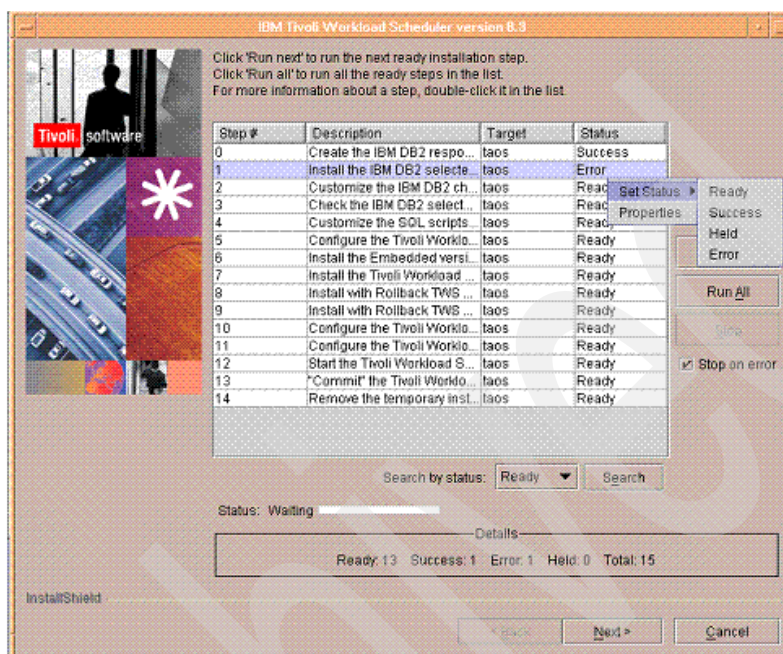 IBM Tivoli Workload Scheduler version 8.3
Click 'Run next' to run the next ready installation step.
Click 'Run all' to run all the ready steps in the list.
For more information about a step, double-click it in the list.
Tivoli. software
Step # Description Target Status
0 Create the IBM DB2 respo... taos Success
1 Install the IBM DB2 selecte... taos Error
2 Customize the IBM DB2 ch... taos
3 Check the IBM DB2 select... taos
4 Customize the SQL scripts... taos Ready
5 Configure the Tivoli Worklo... taos Ready
6 Install the Embedded versi... taos Ready
7 Install the Tivoli Workload ... taos Ready
8 Install with Rollback TWS ... taos Ready
9 Install with Rollback TWS ... taos Ready
10 Configure the Tivoli Worklo... taos Ready
11 Configure the Tivoli Worklo... taos Ready
12 Start the Tivoli Workload S... taos Ready
13 "Commit" the Tivoli Worklo... taos Ready
14 Remove the temporary inst... taos Ready
Set Status
Properties
Ready
Success
Held
Error
Run All
Stop
Stop on error
Search by status: Ready Search
Status: Waiting
Details
Ready: 13 Success: 1 Error: 1 Held: 0 Total: 15
InstallShield
< Back Next > Cancel